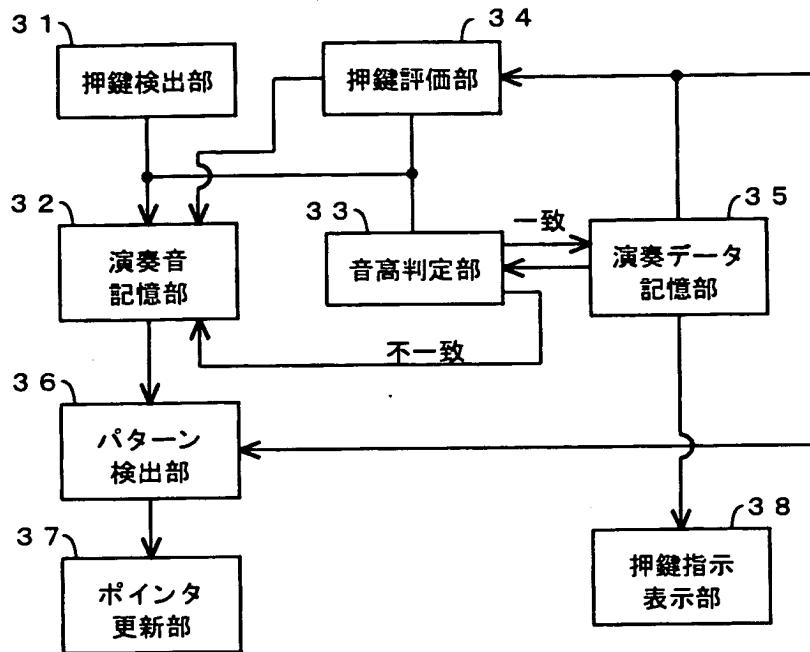 ３１
押鍵検出部
３４
押鍵評価部
３２
演奏音
記憶部
３３
音高判定部
一致
３５
演奏データ
記憶部
不一致
３６
パターン
検出部
３７
ポインタ
更新部
３８
押鍵指示
表示部